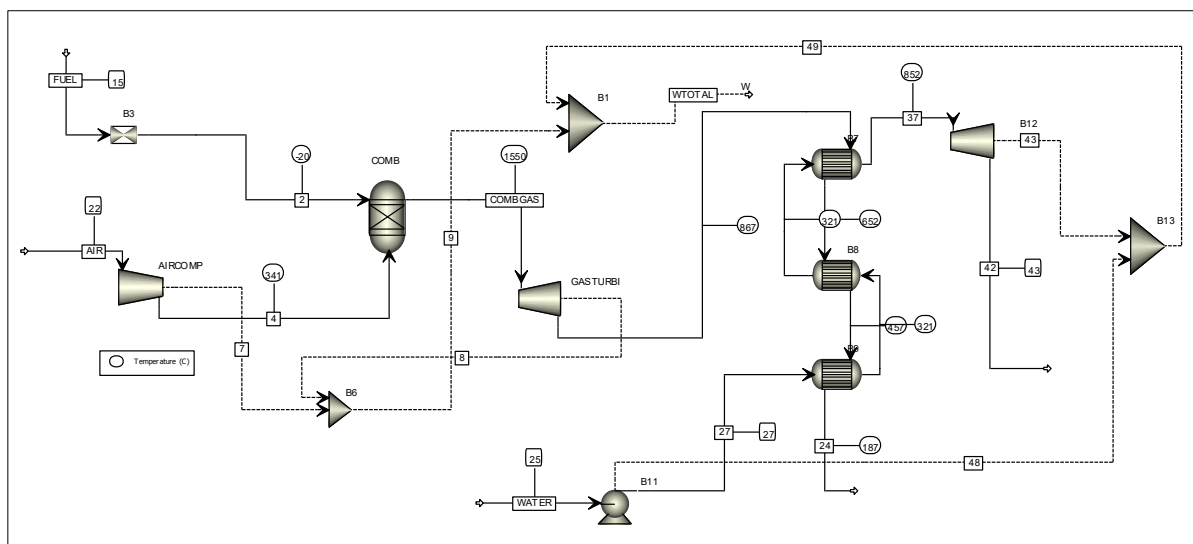 49
852
FUEL
15
B1
WTOTAL
W
37
B12
43
B3
B7
-20
COMB
1550
2
COMBGAS
321
652
B13
22
9
867
AIR
B8
42
43
AIRCOMP
341
GASTURBI
457
321
4
B9
Temperature (C)
7
8
B6
27
27
24
187
25
48
B11
WATER